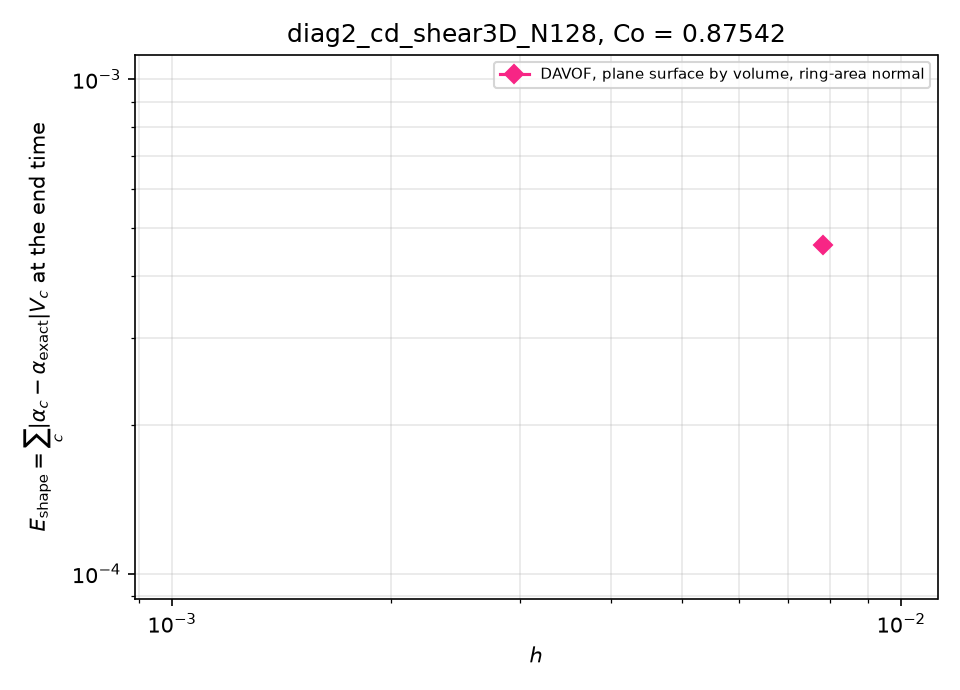 diag2_cd_shear3D_N128, Co = 0.87542
DAVOF, plane surface by volume, ring-area normal
10⁻³
10⁻⁴
E_shape = ∑_c |α_c − α_exact|V_c at the end time
10⁻³
10⁻²
h